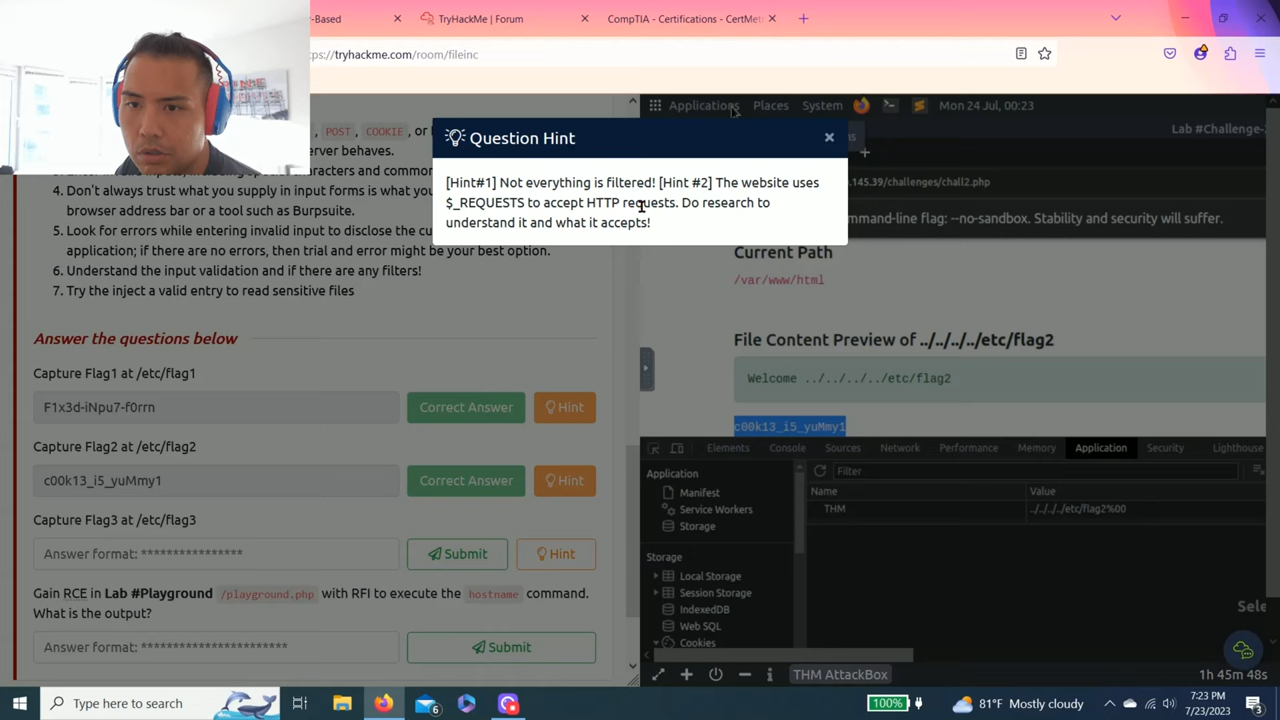 r-Based
TryHackMe | Forum
CompTIA - Certifications - CertMet
ps://tryhackme.com/room/fileinc
Applications Places System Mon 24 Jul, 00:23
Lab #Challenge-
Question Hint
[Hint#1] Not everything is filtered! [Hint #2] The website uses
$_REQUESTS to accept HTTP requests. Do research to
understand it and what it accepts!
POST, COOKIE, or
erver behaves.
4. Don't always trust what you supply in input forms is what you
browser address bar or a tool such as Burpsuite.
5. Look for errors while entering invalid input to disclose the cu
application; if there are no errors, then trial and error might be your best option.
6. Understand the input validation and if there are any filters!
7. Try the inject a valid entry to read sensitive files
Answer the questions below
Capture Flag1 at /etc/flag1
F1x3d-iNpu7-f0rrn
Correct Answer
Hint
Capture Flag2 at /etc/flag2
c00k13_i5_yuMmy1
Correct Answer
Hint
Capture Flag3 at /etc/flag3
Answer format: ****************
Submit
Hint
Gain RCE in Lab #Playground /playground.php with RFI to execute the hostname command.
What is the output?
Answer format: ***********************
Submit
.145.39/challenges/chall2.php
ommand-line flag: --no-sandbox. Stability and security will suffer.
Current Path
/var/www/html
File Content Preview of ../../../../etc/flag2
Welcome ../../../../etc/flag2
c00k13_i5_yuMmy1
Elements Console Sources Network Performance Memory Application Security Lighthouse
Application
Manifest
Service Workers
Storage
Storage
Local Storage
Session Storage
IndexedDB
Web SQL
Cookies
Filter
Name Value
THM ../../../../etc/flag2%00
Sele
THM AttackBox
1h 45m 48s
Type here to search
6
100%
81°F Mostly cloudy
7:23 PM
7/23/2023
3